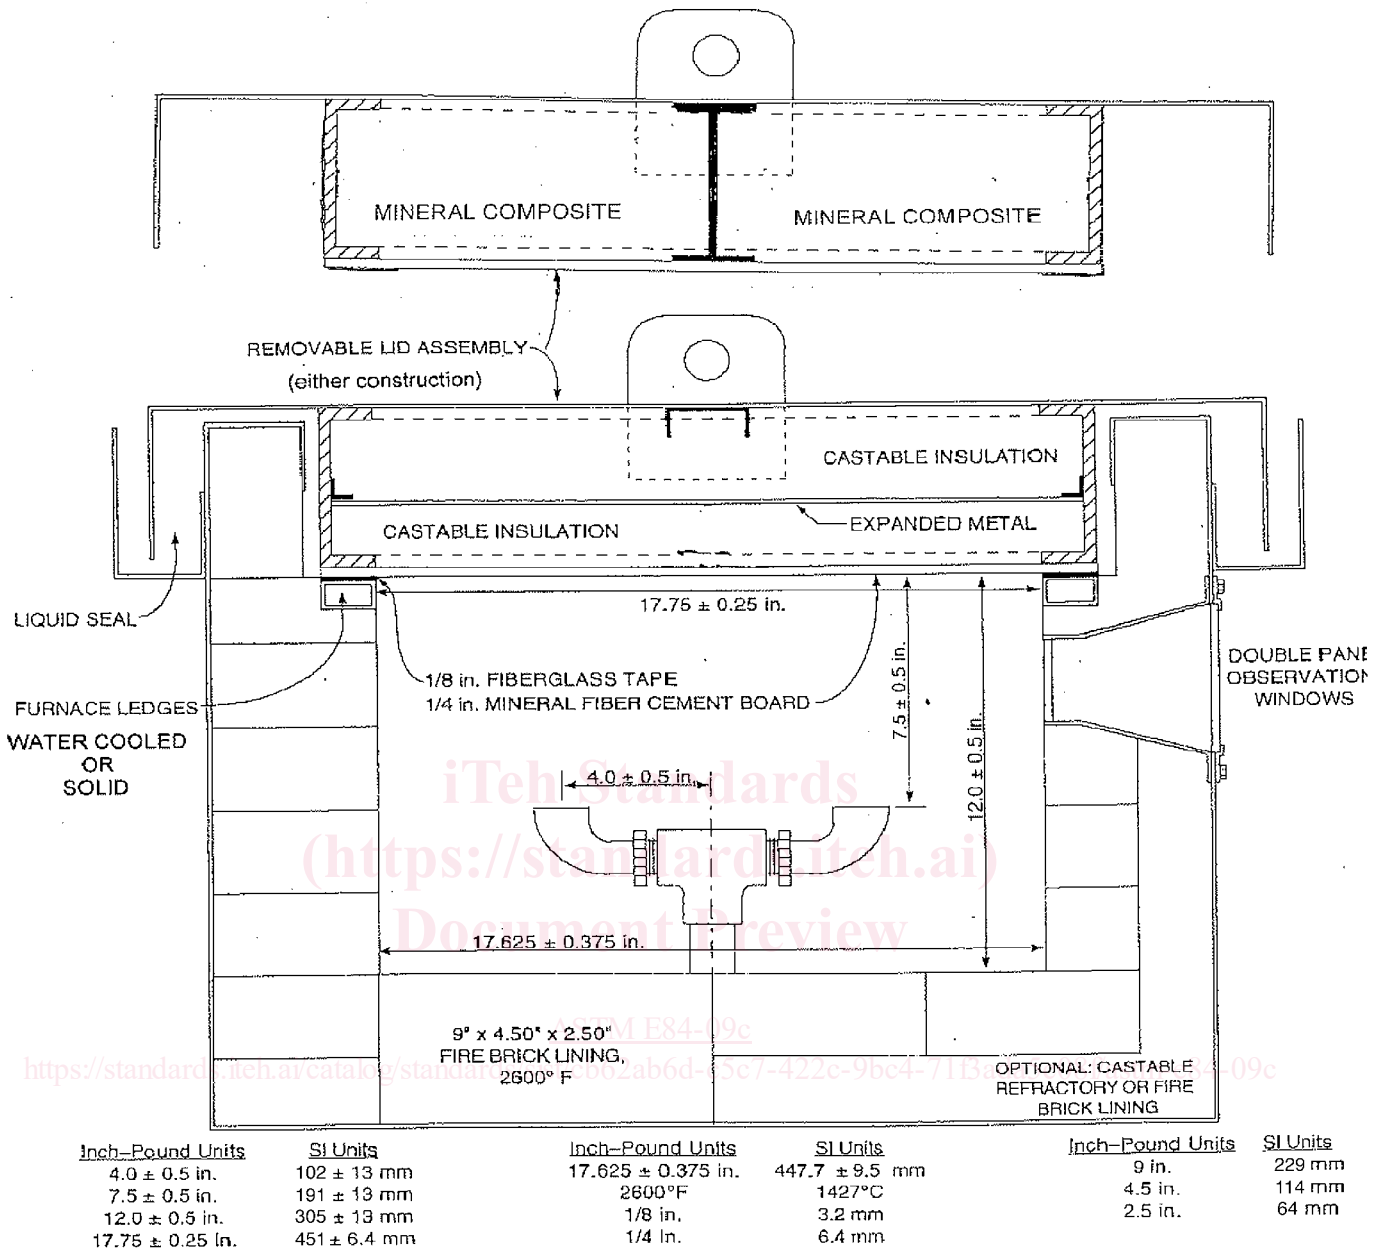 MINERAL COMPOSITE
MINERAL COMPOSITE
REMOVABLE LID ASSEMBLY
(either construction)
CASTABLE INSULATION
CASTABLE INSULATION
EXPANDED METAL
17.75 ± 0.25 in.
LIQUID SEAL
1/8 in. FIBERGLASS TAPE
1/4 in. MINERAL FIBER CEMENT BOARD
7.5 ± 0.5 in.
12.0 ± 0.5 in.
DOUBLE PANE
OBSERVATION
WINDOWS
FURNACE LEDGES
WATER COOLED
OR
SOLID
4.0 ± 0.5 in.
iTeh Standards
(https://standards.iteh.ai)
Document Preview
17.625 ± 0.375 in.
ASTM E84-09c
9" x 4.50" x 2.50"
FIRE BRICK LINING,
2600° F
OPTIONAL: CASTABLE
REFRACTORY OR FIRE
BRICK LINING
Inch–Pound Units SI Units
4.0 ± 0.5 in. 102 ± 13 mm
7.5 ± 0.5 in. 191 ± 13 mm
12.0 ± 0.5 in. 305 ± 13 mm
17.75 ± 0.25 in. 451 ± 6.4 mm
Inch–Pound Units SI Units
17.625 ± 0.375 in. 447.7 ± 9.5 mm
2600°F 1427°C
1/8 in. 3.2 mm
1/4 in. 6.4 mm
Inch–Pound Units SI Units
9 in. 229 mm
4.5 in. 114 mm
2.5 in. 64 mm